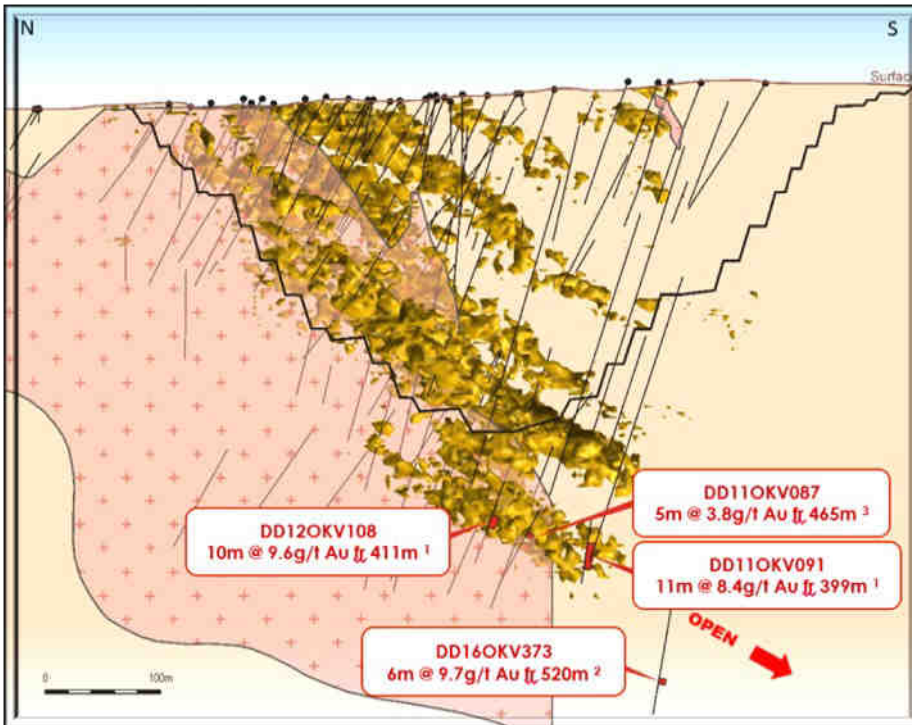 N
S
Surfac
DD11OKV087
5m @ 3.8g/t Au fr 465m ³
DD12OKV108
10m @ 9.6g/t Au fr 411m ¹
DD11OKV091
11m @ 8.4g/t Au fr 399m ¹
OPEN
DD16OKV373
6m @ 9.7g/t Au fr 520m ²
0
100m